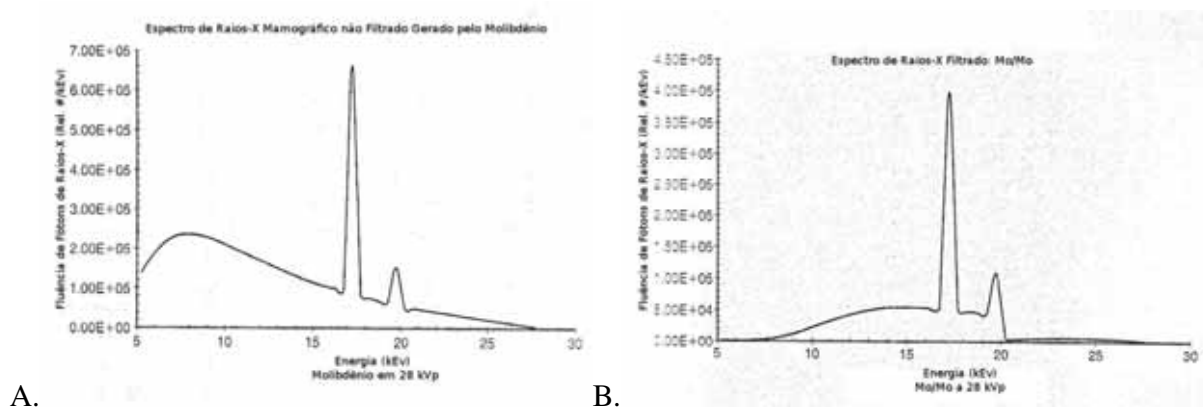 Espectro de Raios-X Mamográfico não Filtrado Gerado pelo Molibdênio
Fluência de Fótons de Raios-X (Rel. #/kEv)
7.00E+05
6.00E+05
5.00E+05
4.00E+05
3.00E+05
2.00E+05
1.00E+05
0.00E+00
5 10 15 20 25 30
Energia (kEv)
Molibdênio em 28 kVp
A.
Espectro de Raios-X Filtrado: Mo/Mo
Fluência de Fótons de Raios-X (Rel. #/kEv)
5 10 15 20 25 30
Energia (kEv)
Mo/Mo a 28 kVp
B.